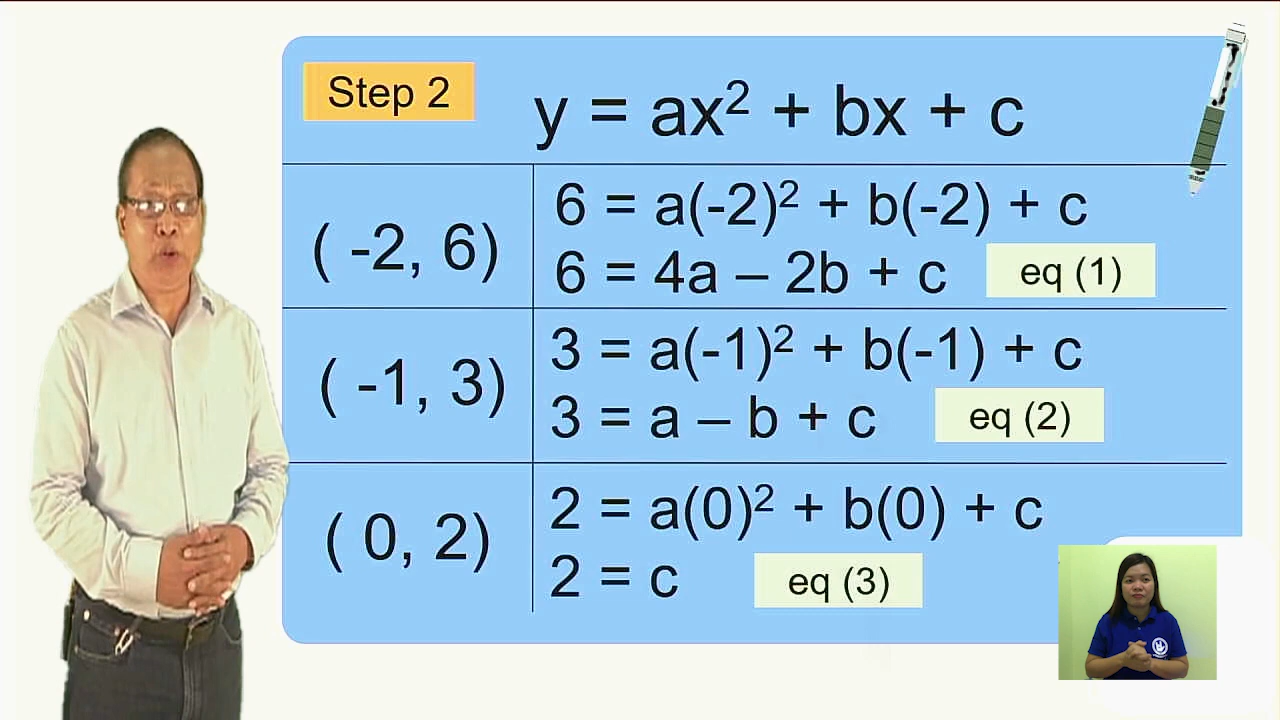 Step 2
y = ax² + bx + c
( -2, 6)
6 = a(-2)² + b(-2) + c
6 = 4a – 2b + c
eq (1)
( -1, 3)
3 = a(-1)² + b(-1) + c
3 = a – b + c
eq (2)
( 0, 2)
2 = a(0)² + b(0) + c
2 = c
eq (3)